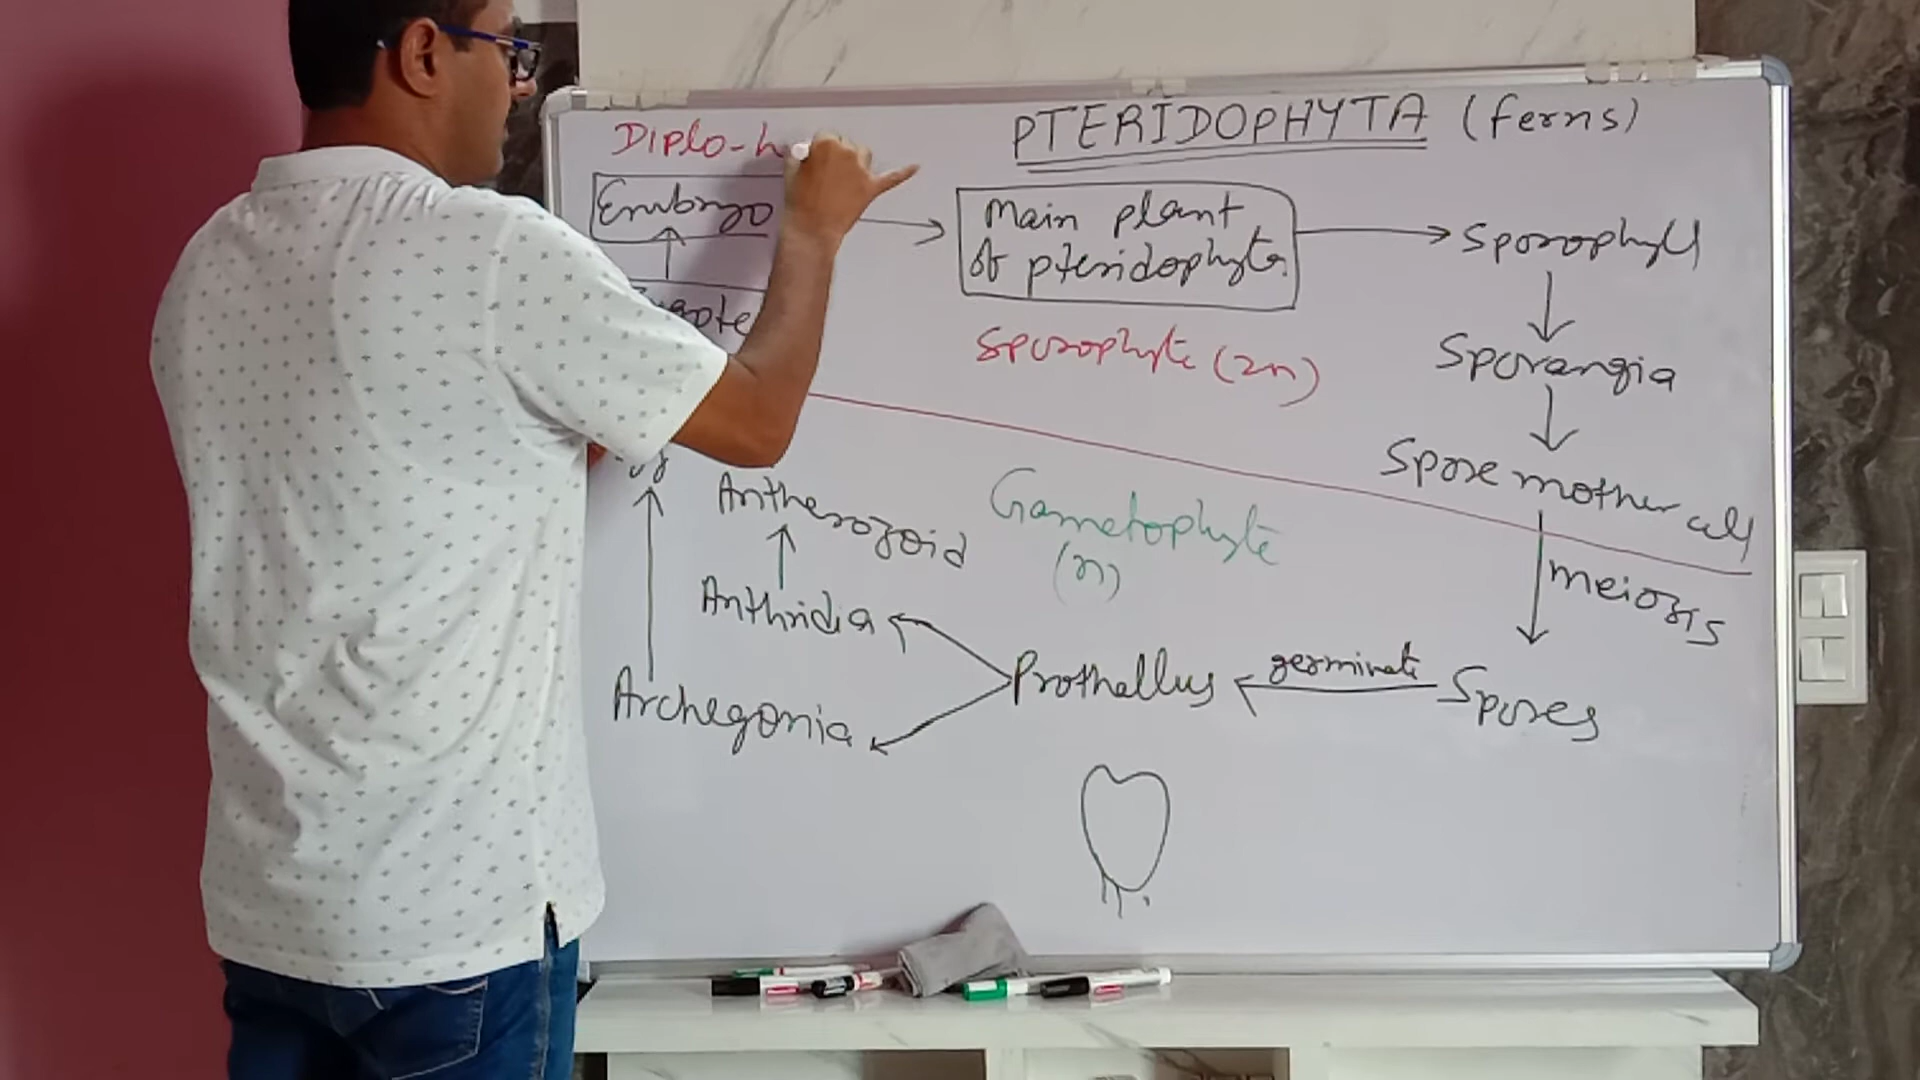 PTERIDOPHYTA (ferns)
Diplo-h
Embryo
Main plant
of pteridophyta
Sporophyll
Sporophyte (2n)
Sporangia
Spore mother cell
Antherozoid
Gametophyte
(n)
meiosis
Anthridia
Prothallus
germinate
Spores
Archegonia